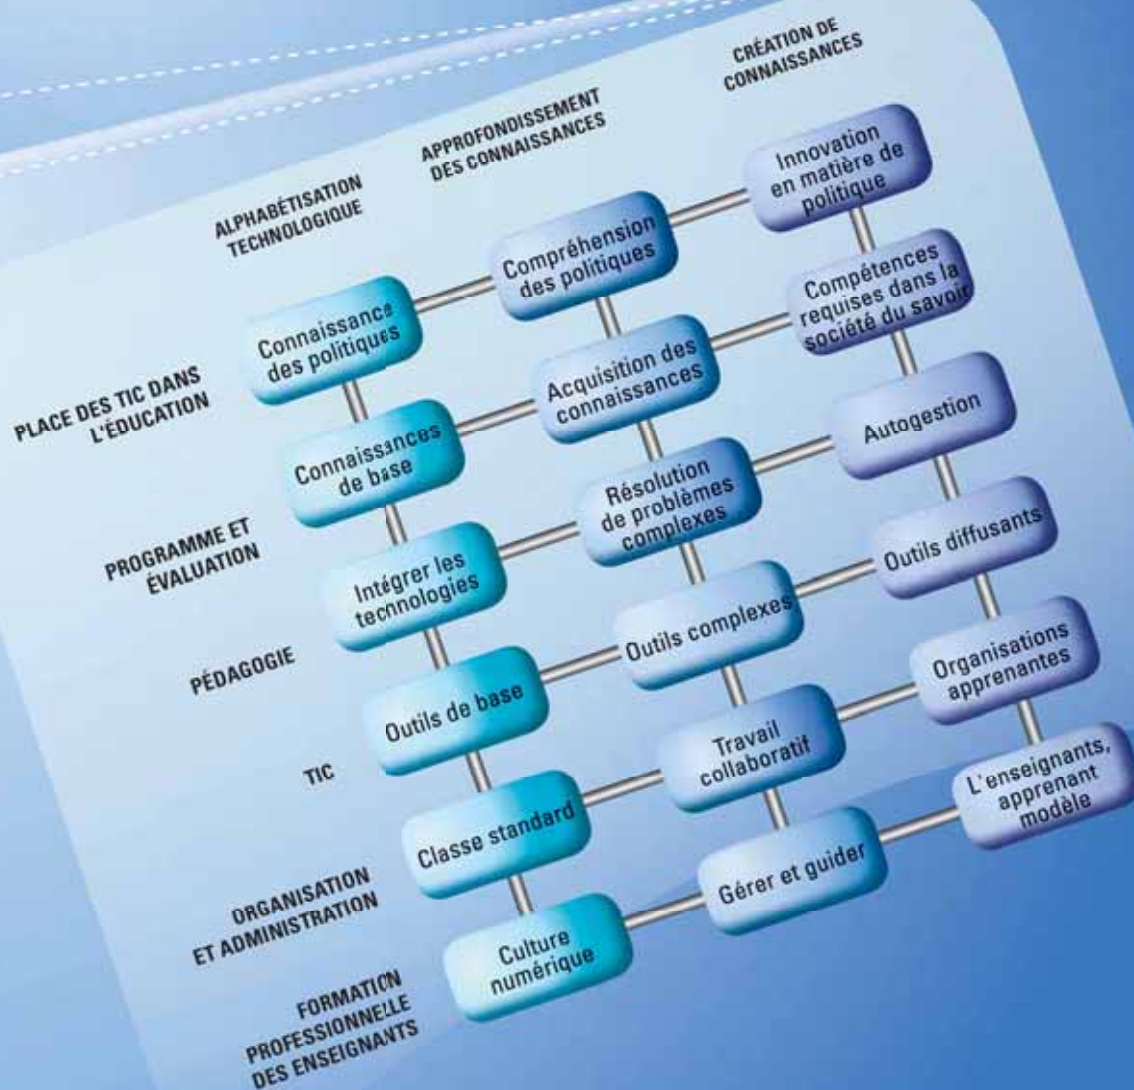 ALPHABÉTISATION
TECHNOLOGIQUE
APPROFONDISSEMENT
DES CONNAISSANCES
CRÉATION DE
CONNAISSANCES
PLACE DES TIC DANS
L'ÉDUCATION
Connaissance
des politiques
Compréhension
des politiques
Innovation
en matière de
politique
PROGRAMME ET
ÉVALUATION
Connaissances
de base
Acquisition des
connaissances
Compétences
requises dans la
société du savoir
PÉDAGOGIE
Intégrer les
technologies
Résolution
de problèmes
complexes
Autogestion
TIC
Outils de base
Outils complexes
Outils diffusants
ORGANISATION
ET ADMINISTRATION
Classe standard
Travail
collaboratif
Organisations
apprenantes
FORMATION
PROFESSIONNELLE
DES ENSEIGNANTS
Culture
numérique
Gérer et guider
L'enseignants,
apprenant
modèle